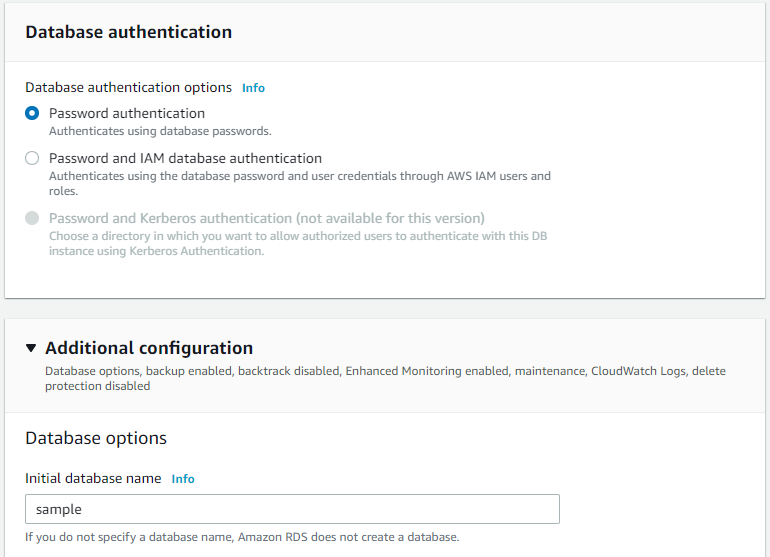 Database authentication
Database authentication options Info
Password authentication
Authenticates using database passwords.
Password and IAM database authentication
Authenticates using the database password and user credentials through AWS IAM users and
roles.
Password and Kerberos authentication (not available for this version)
Choose a directory in which you want to allow authorized users to authenticate with this DB
instance using Kerberos Authentication.
Additional configuration
Database options, backup enabled, backtrack disabled, Enhanced Monitoring enabled, maintenance, CloudWatch Logs, delete
protection disabled
Database options
Initial database name Info
sample
If you do not specify a database name, Amazon RDS does not create a database.